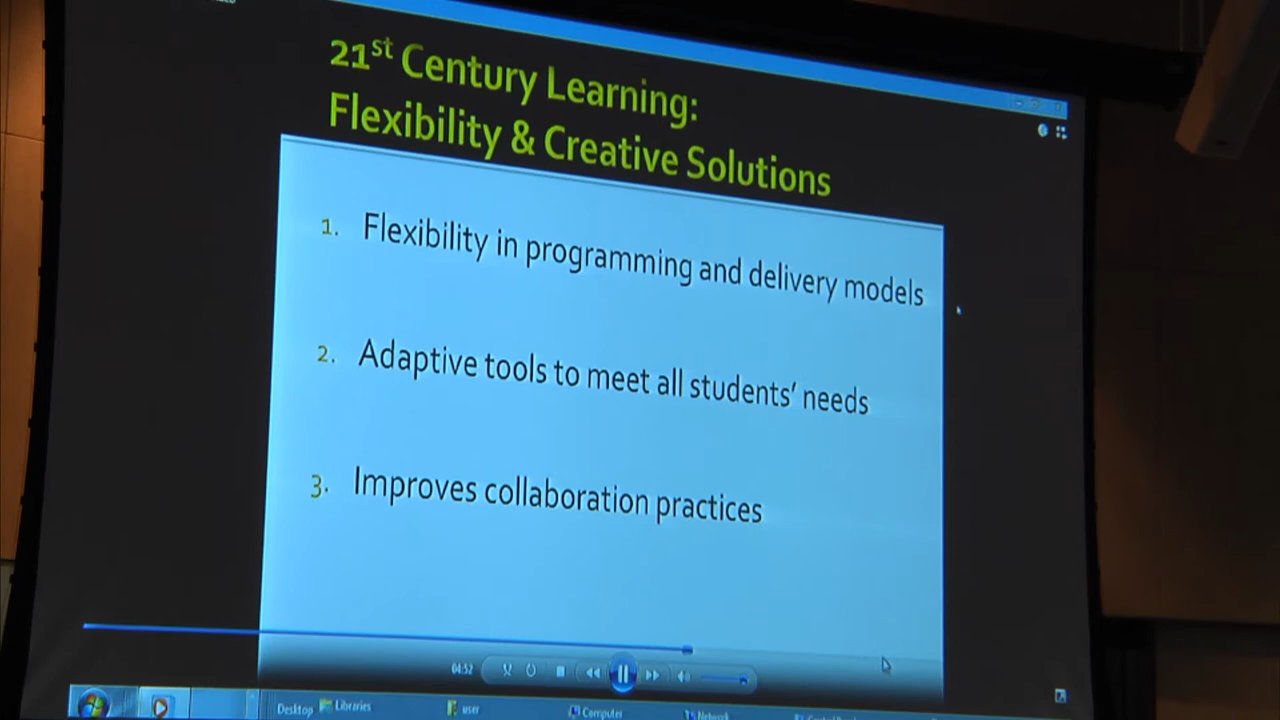 21st Century Learning:
Flexibility & Creative Solutions
1. Flexibility in programming and delivery models
2. Adaptive tools to meet all students' needs
3. Improves collaboration practices
04:52
Desktop
Libraries
user
Computer
Network